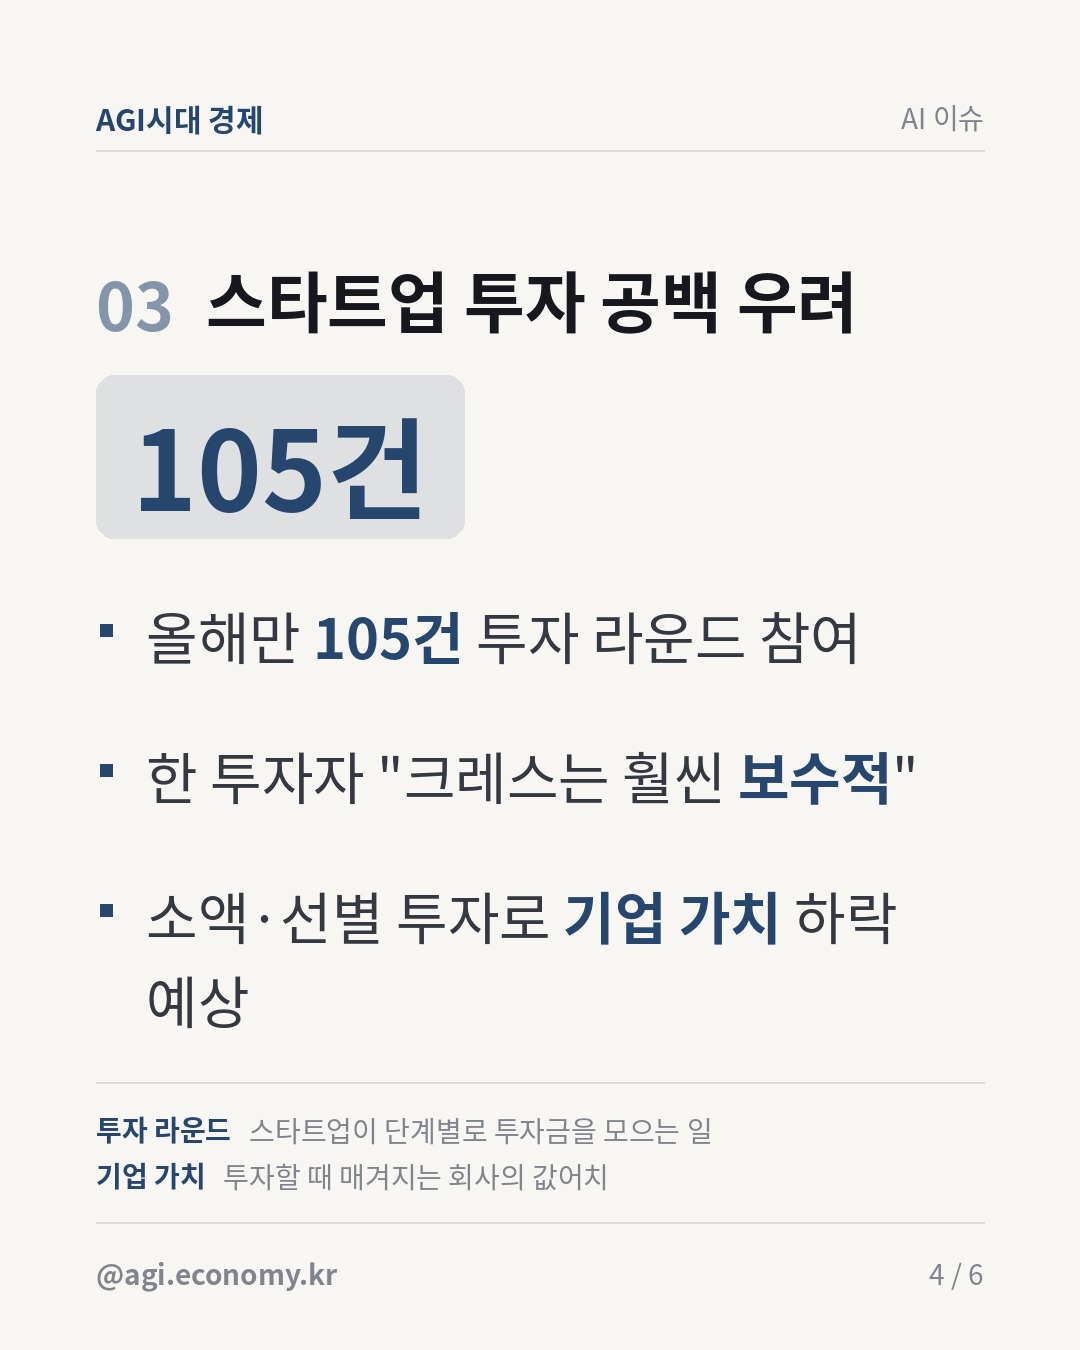 AGI시대 경제
AI 이슈
03 스타트업 투자 공백 우려
105건
▪ 올해만 105건 투자 라운드 참여
▪ 한 투자자 "크레스는 훨씬 보수적"
▪ 소액·선별 투자로 기업 가치 하락
예상
투자 라운드 스타트업이 단계별로 투자금을 모으는 일
기업 가치 투자할 때 매겨지는 회사의 값어치
@agi.economy.kr
4 / 6